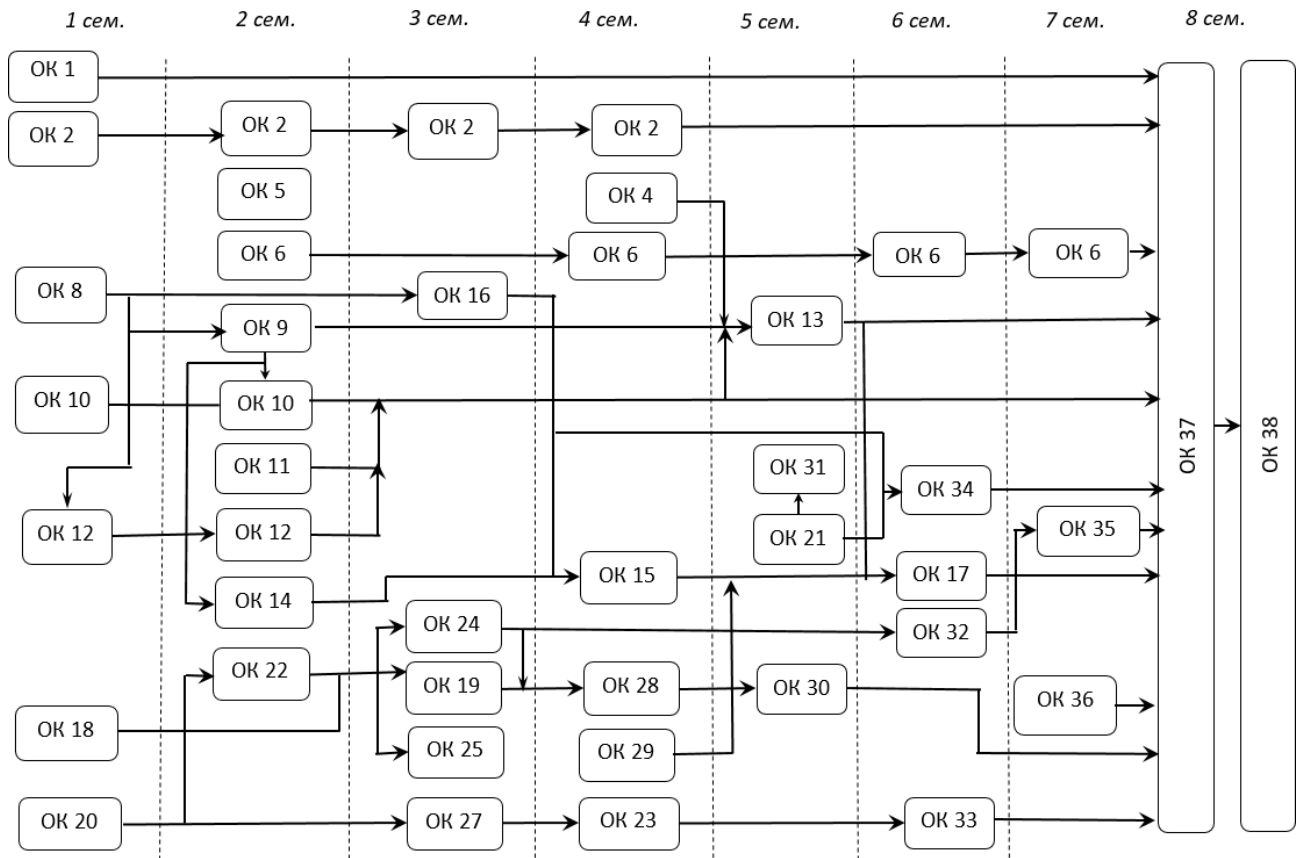 1 сем. 2 сем. 3 сем. 4 сем. 5 сем. 6 сем. 7 сем. 8 сем.
ОК 1
ОК 2 ОК 2 ОК 2 ОК 2
ОК 5 ОК 4
ОК 6 ОК 6 ОК 6 ОК 6
ОК 8 ОК 16
ОК 9 ОК 13
ОК 10 ОК 10
ОК 37 ОК 38
ОК 11 ОК 31
ОК 34
ОК 12 ОК 12 ОК 21 ОК 35
ОК 14 ОК 15 ОК 17
ОК 24 ОК 32
ОК 22 ОК 19 ОК 28 ОК 30
ОК 36
ОК 18 ОК 25 ОК 29
ОК 20 ОК 27 ОК 23 ОК 33